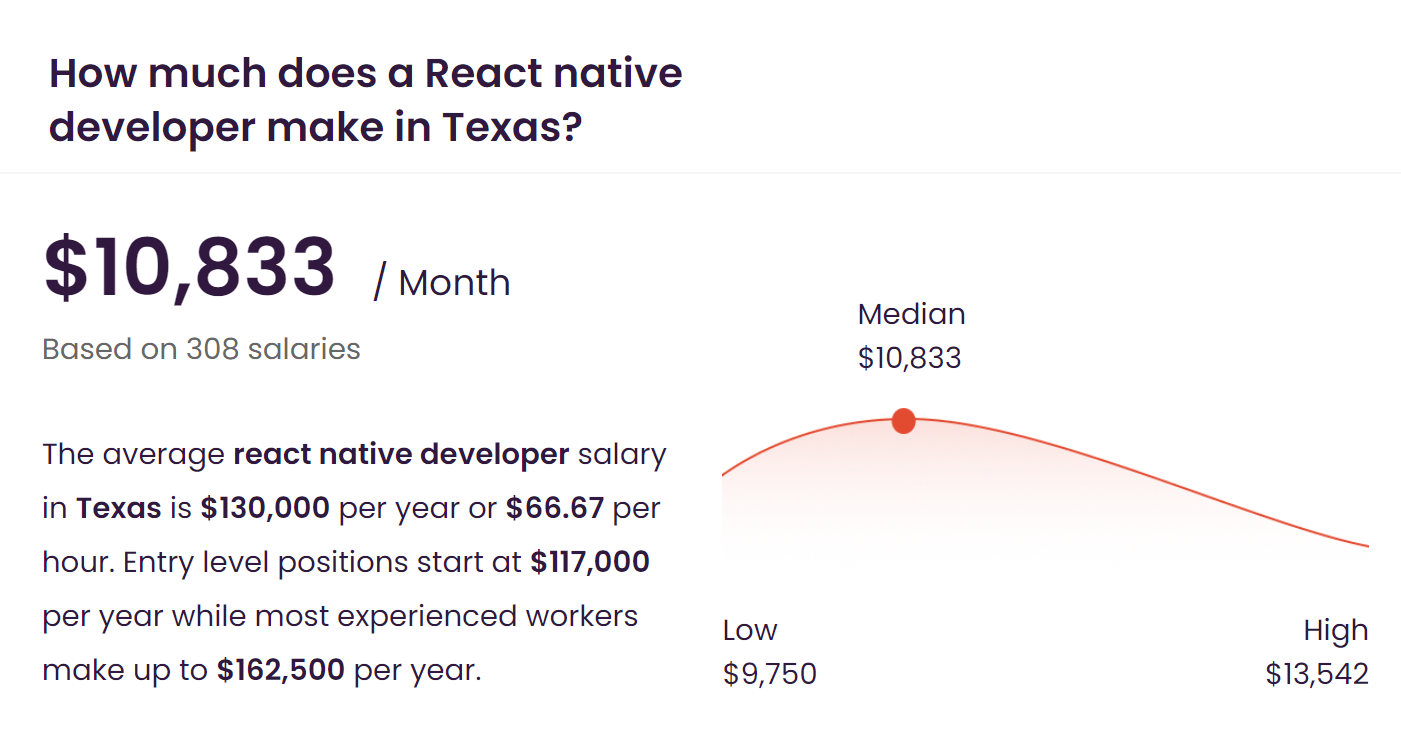 How much does a React native
developer make in Texas?
$10,833 / Month
Based on 308 salaries
The average react native developer salary
in Texas is $130,000 per year or $66.67 per
hour. Entry level positions start at $117,000
per year while most experienced workers
make up to $162,500 per year.
Median
$10,833
Low
$9,750
High
$13,542